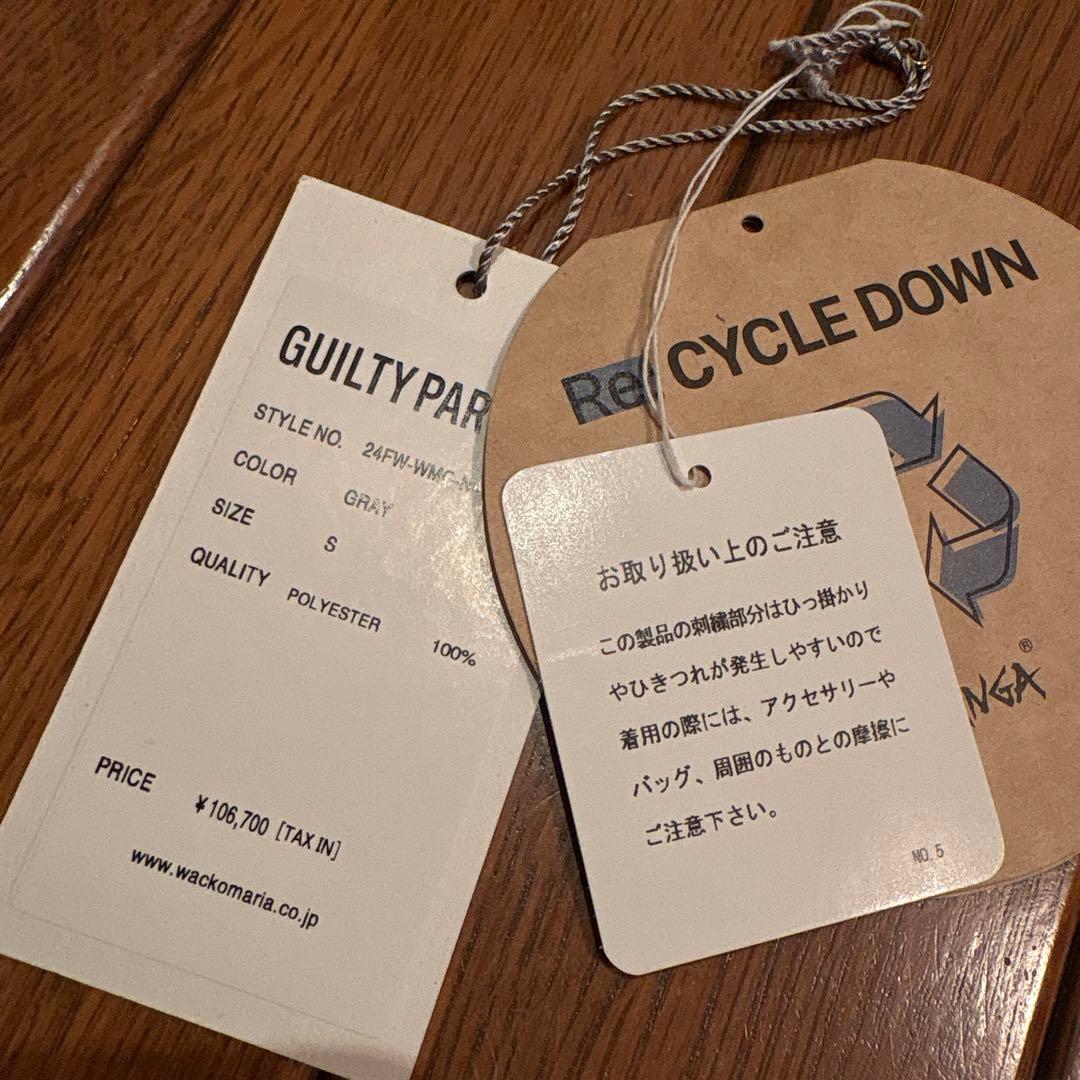 GUILTY PAR
STYLE NO. 24FW-WMC-N
COLOR GRAY
SIZE S
QUALITY POLYESTER 100%
PRICE ¥106,700 [TAX IN]
www.wackomaria.co.jp
Re CYCLE DOWN
NGA®
お取り扱い上のご注意
この製品の刺繍部分はひっ掛かり
やひきつれが発生しやすいので
着用の際には、アクセサリーや
バッグ、周囲のものとの摩擦に
ご注意下さい。
NO.5